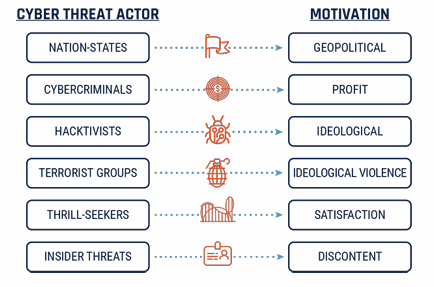 CYBER THREAT ACTOR MOTIVATION
NATION-STATES GEOPOLITICAL
CYBERCRIMINALS $ PROFIT
HACKTIVISTS IDEOLOGICAL
TERRORIST GROUPS IDEOLOGICAL VIOLENCE
THRILL-SEEKERS SATISFACTION
INSIDER THREATS DISCONTENT